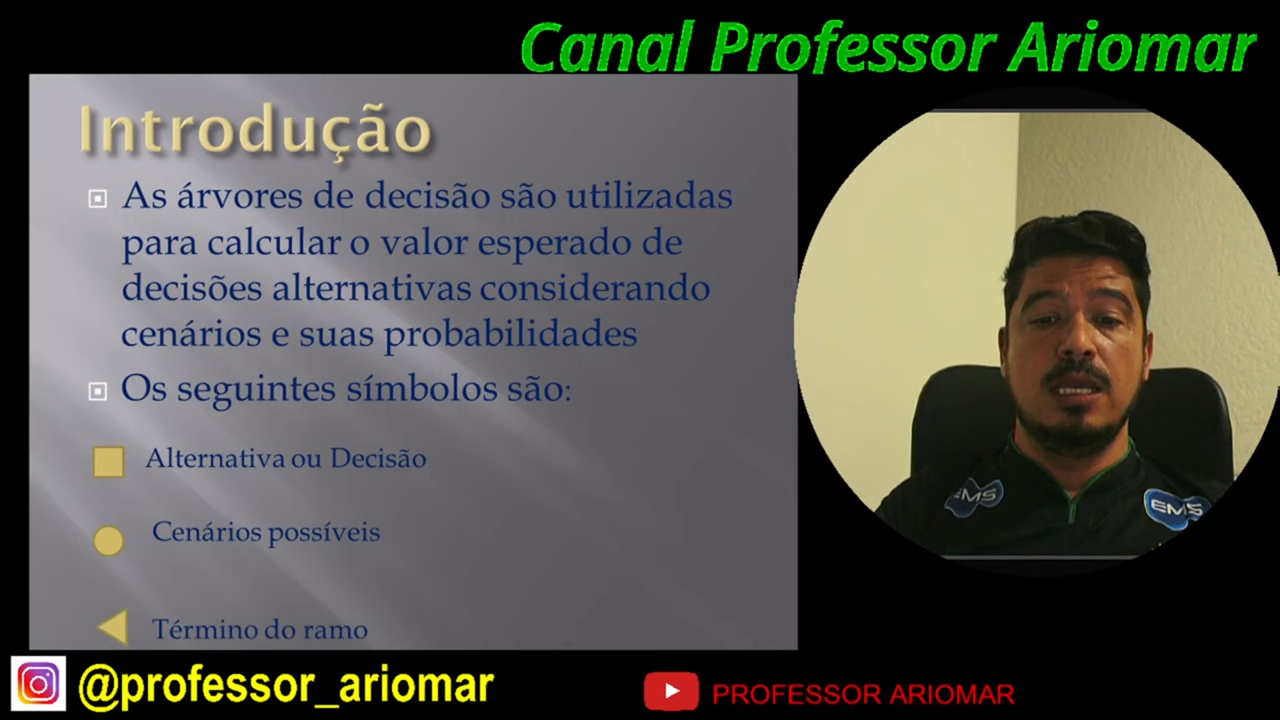 Canal Professor Ariomar
Introdução
As árvores de decisão são utilizadas
para calcular o valor esperado de
decisões alternativas considerando
cenários e suas probabilidades
Os seguintes símbolos são:
Alternativa ou Decisão
Cenários possíveis
Término do ramo
EMS
EMS
@professor_ariomar
PROFESSOR ARIOMAR